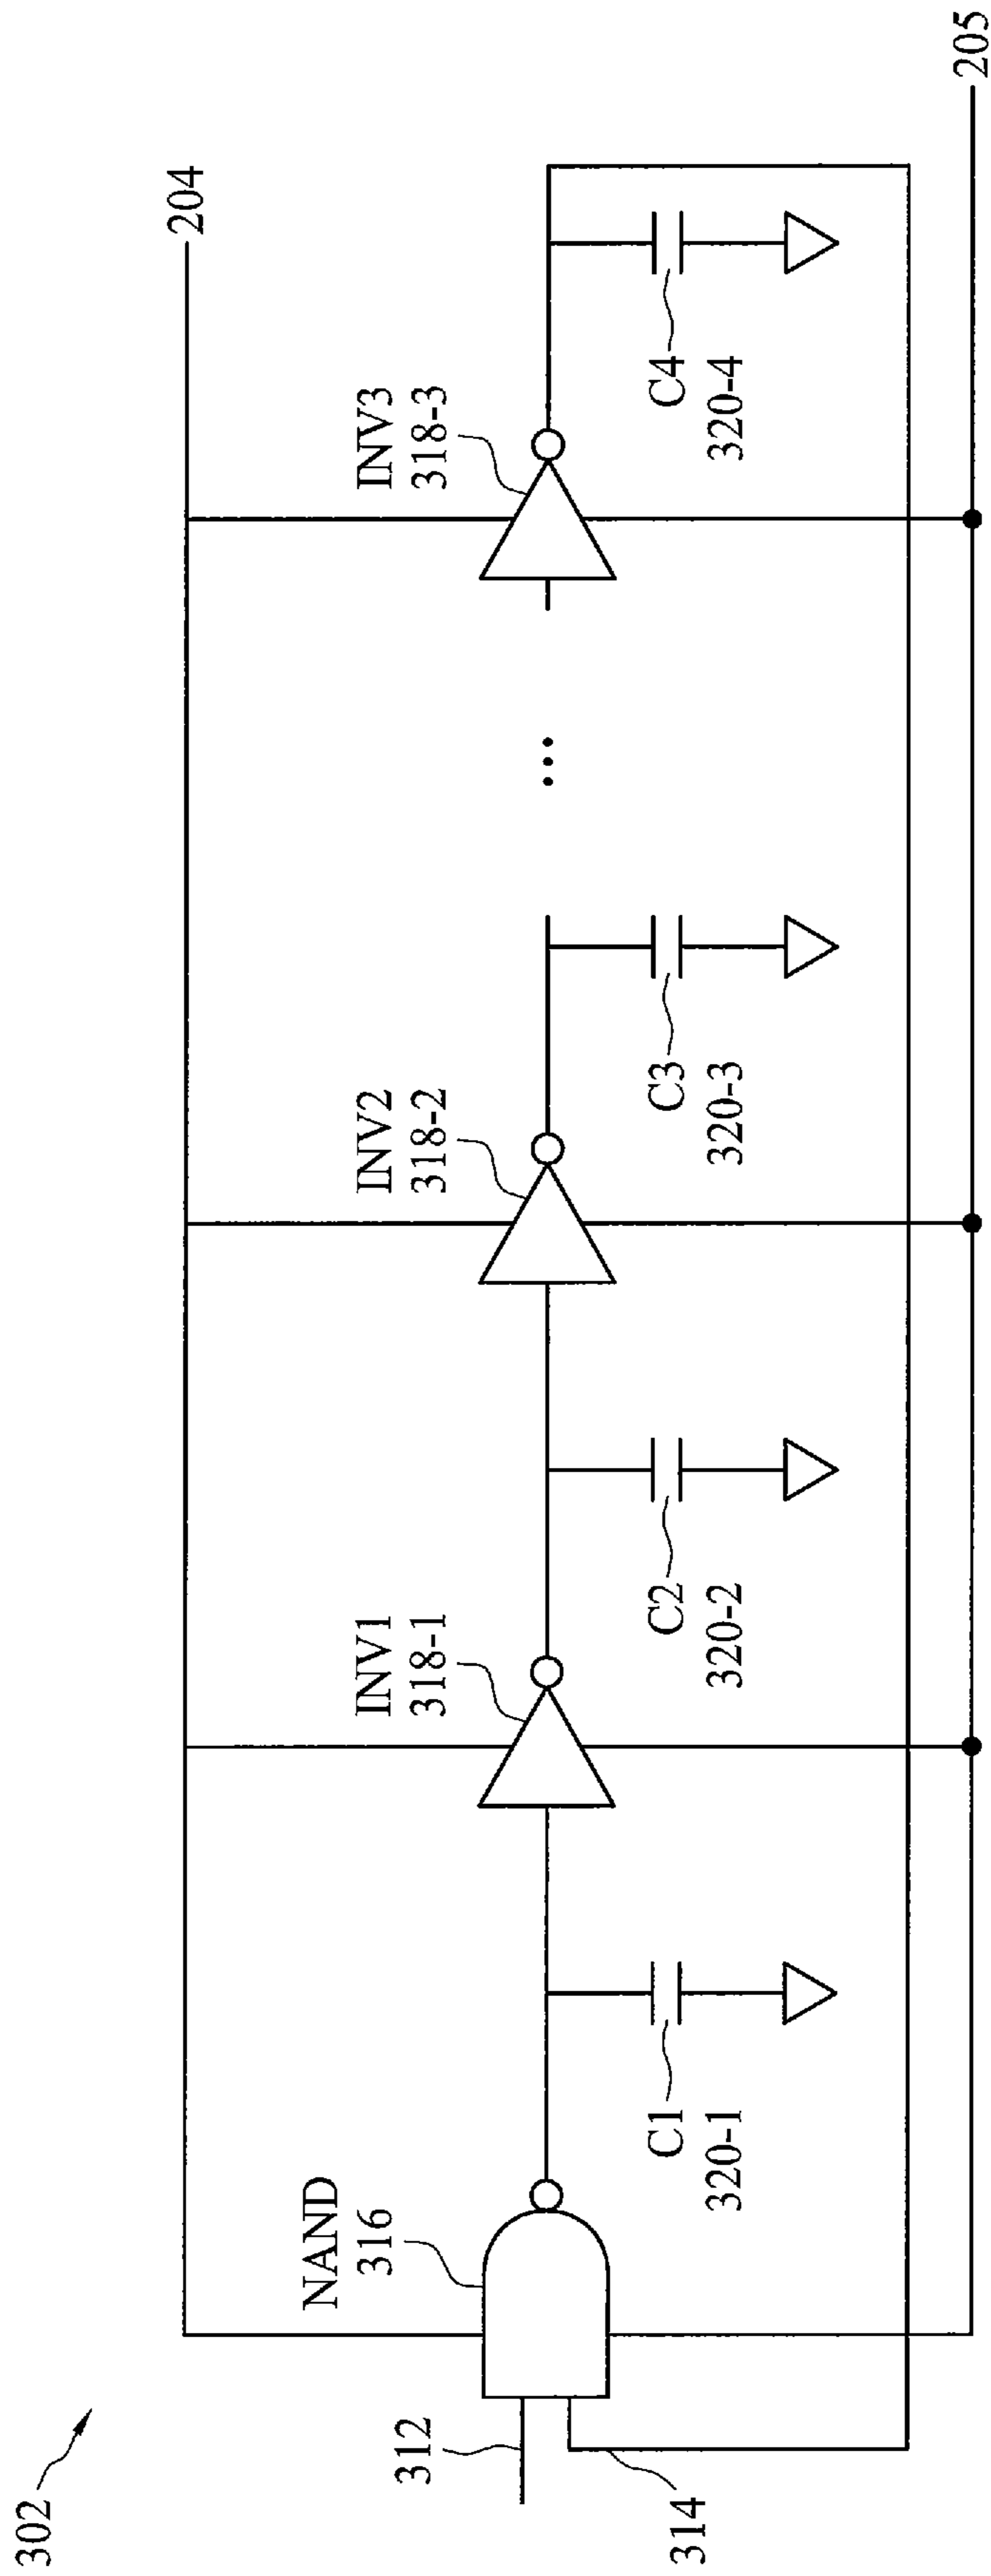 302
204
205
NAND
316
INV1
318-1
INV2
318-2
...
INV3
318-3
312
314
C1
320-1
C2
320-2
C3
320-3
C4
320-4